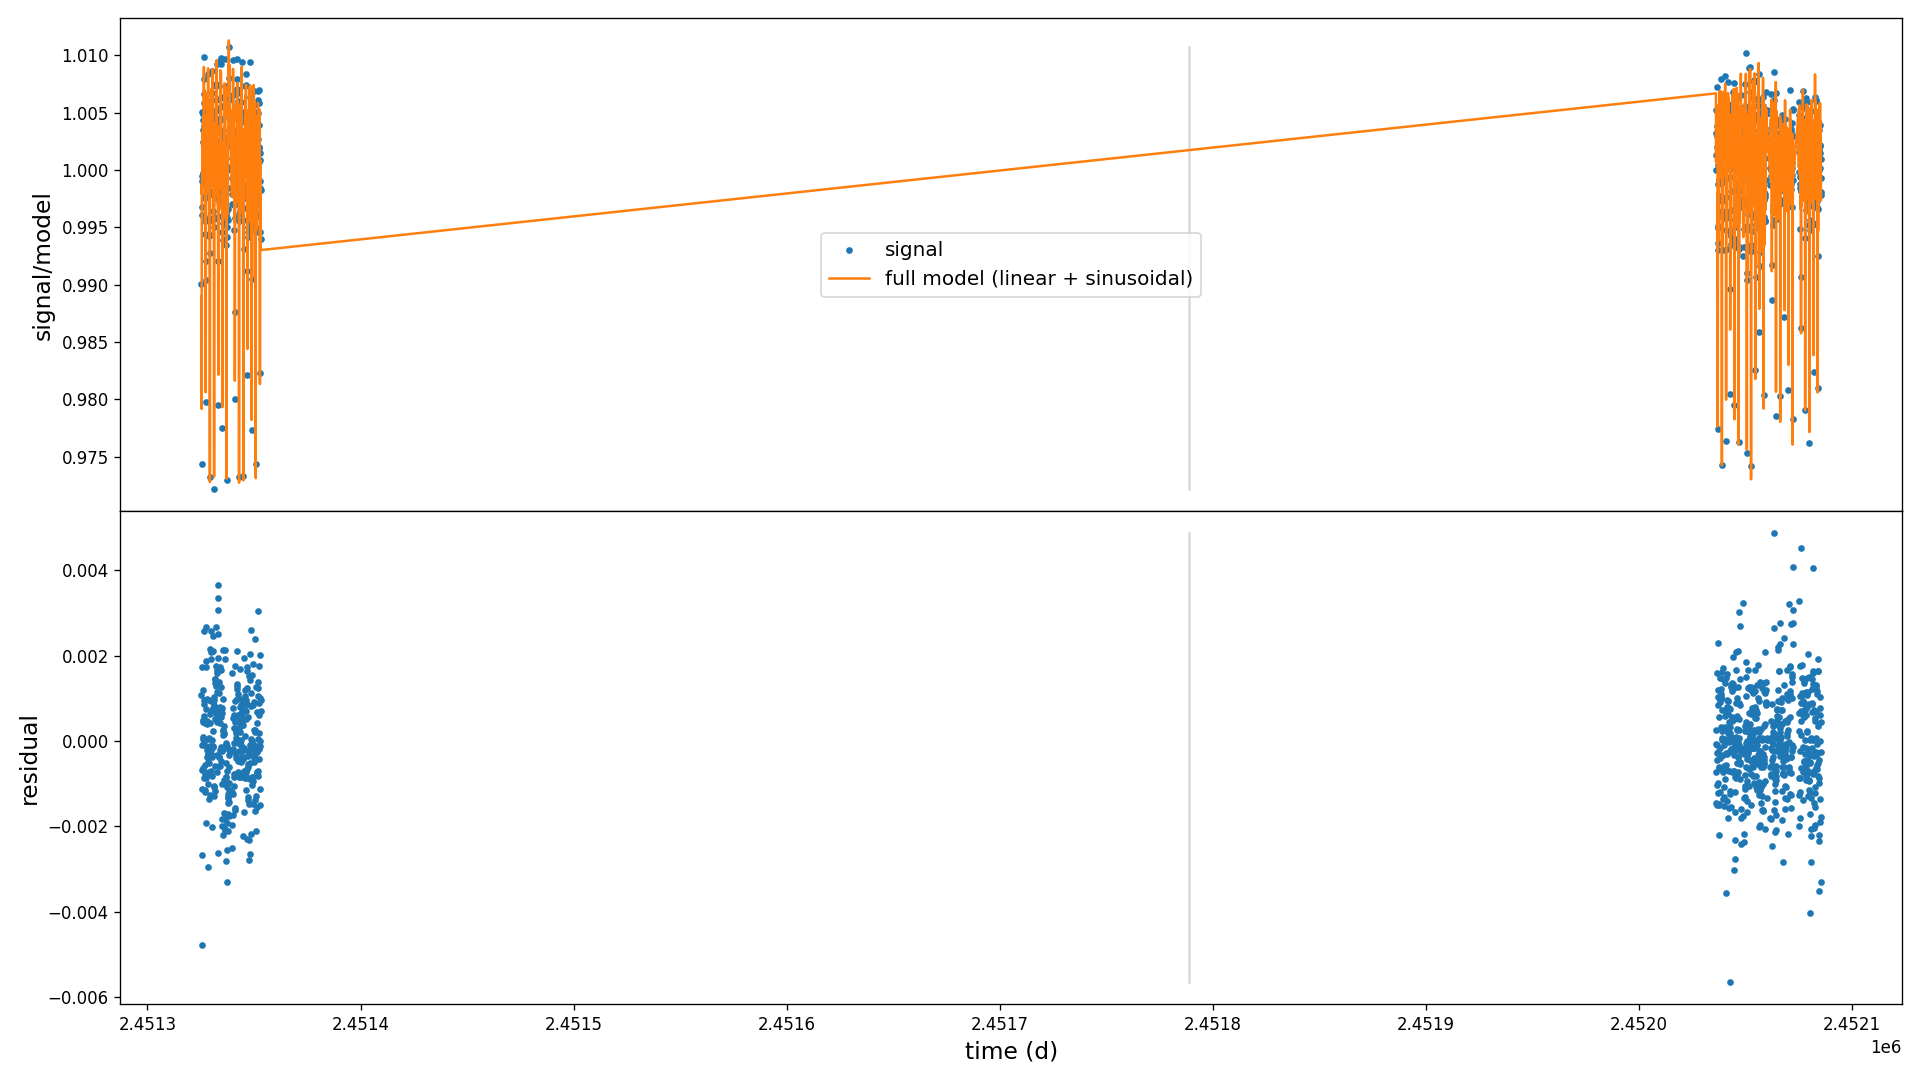 1.010
1.005
1.000
0.995
0.990
0.985
0.980
0.975
signal/model
signal
full model (linear + sinusoidal)
0.004
0.002
0.000
−0.002
−0.004
−0.006
residual
2.4513 2.4514 2.4515 2.4516 2.4517 2.4518 2.4519 2.4520 2.4521
1e6
time (d)